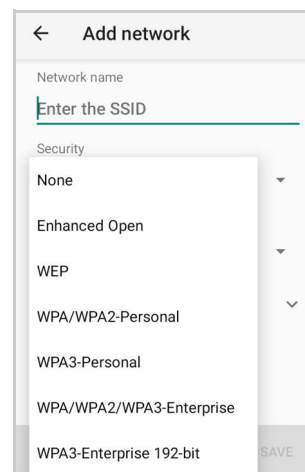 Add network
Network name
Enter the SSID
Security
None
Enhanced Open
WEP
WPA/WPA2-Personal
WPA3-Personal
WPA/WPA2/WPA3-Enterprise
WPA3-Enterprise 192-bit
SAVE